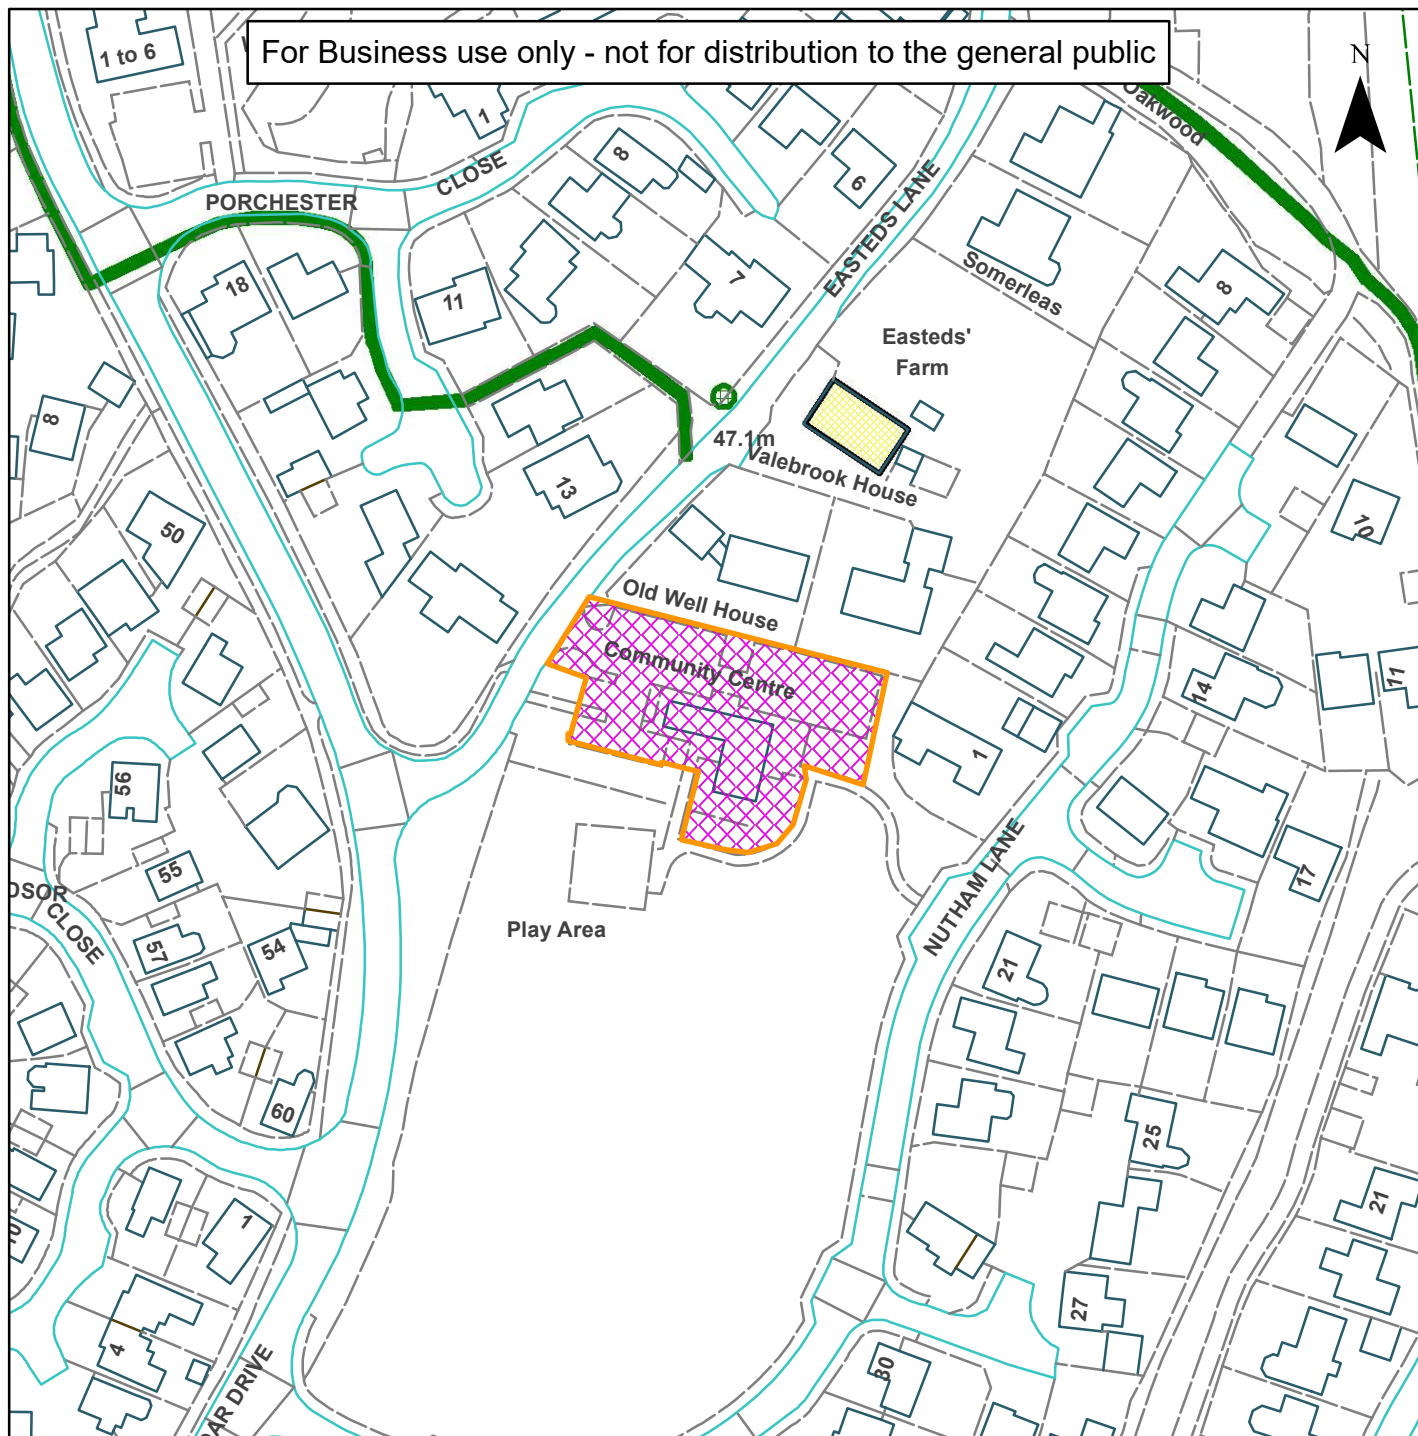 For Business use only - not for distribution to the general public
N
1 to 6
1
Oakwood
CLOSE
8
6
PORCHESTER
EASTEDS LANE
18
11
7
Somerleas
8
Easteds'
Farm
8
47.1m
Valebrook House
13
50
10
Old Well House
Community Centre
14
11
1
56
55
17
DSOR
CLOSE
57
54
Play Area
NUTHAM LANE
21
60
25
1
21
27
4
30
DAR DRIVE